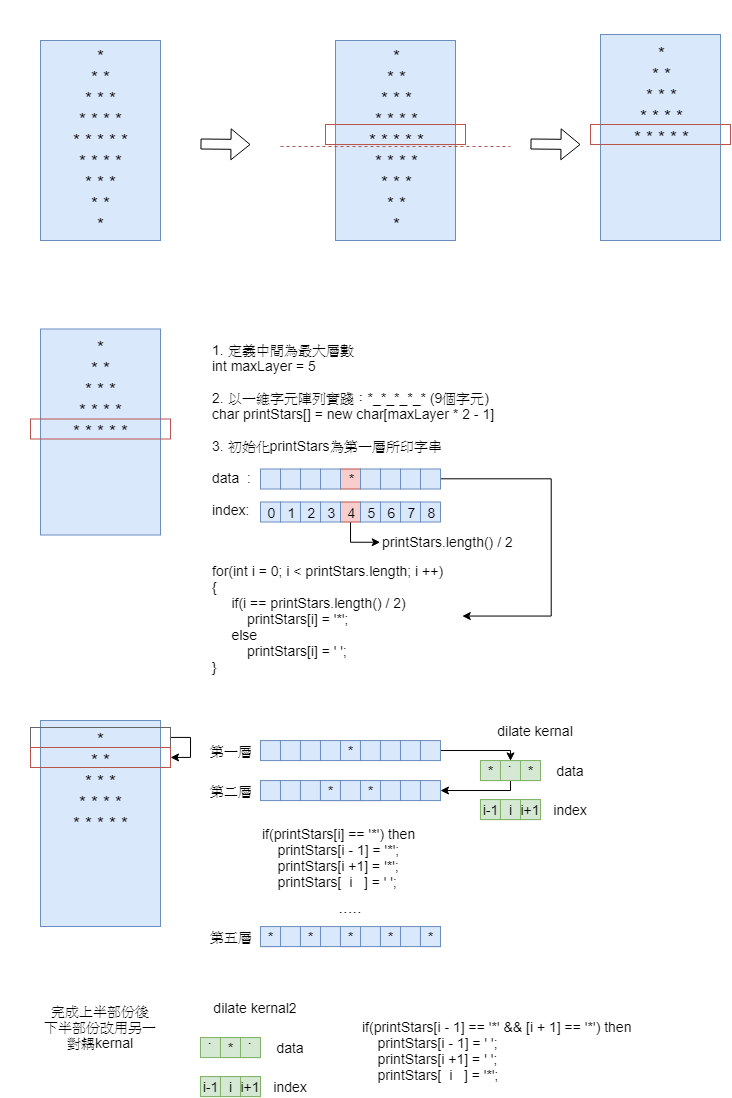 *
* *
* * *
* * * *
* * * * *
* * * *
* * *
* *
*
*
* *
* * *
* * * *
* * * * *
* * * *
* * *
* *
*
*
* *
* * *
* * * *
* * * * *
*
* *
* * *
* * * *
* * * * *
1. 定義中間為最大層數
int maxLayer = 5
2. 以一維字元陣列實踐：*_*_*_*_* (9個字元)
char printStars[] = new char[maxLayer * 2 - 1]
3. 初始化printStars為第一層所印字串
data :
*
index:
0 1 2 3 4 5 6 7 8
printStars.length() / 2
for(int i = 0; i < printStars.length; i ++)
{
if(i == printStars.length() / 2)
printStars[i] = '*';
else
printStars[i] = ' ';
}
*
* *
* * *
* * * *
* * * * *
dilate kernal
第一層
*
* ˙ *
data
第二層
* *
i-1 i i+1
index
if(printStars[i] == '*') then
printStars[i - 1] = '*';
printStars[i +1] = '*';
printStars[ i ] = ' ';
.....
第五層
* * * * *
完成上半部份後
下半部份改用另一
對耦kernal
dilate kernal2
˙ * ˙
data
i-1 i i+1
index
if(printStars[i - 1] == '*' && [i + 1] == '*') then
printStars[i - 1] = ' ';
printStars[i +1] = ' ';
printStars[ i ] = '*';